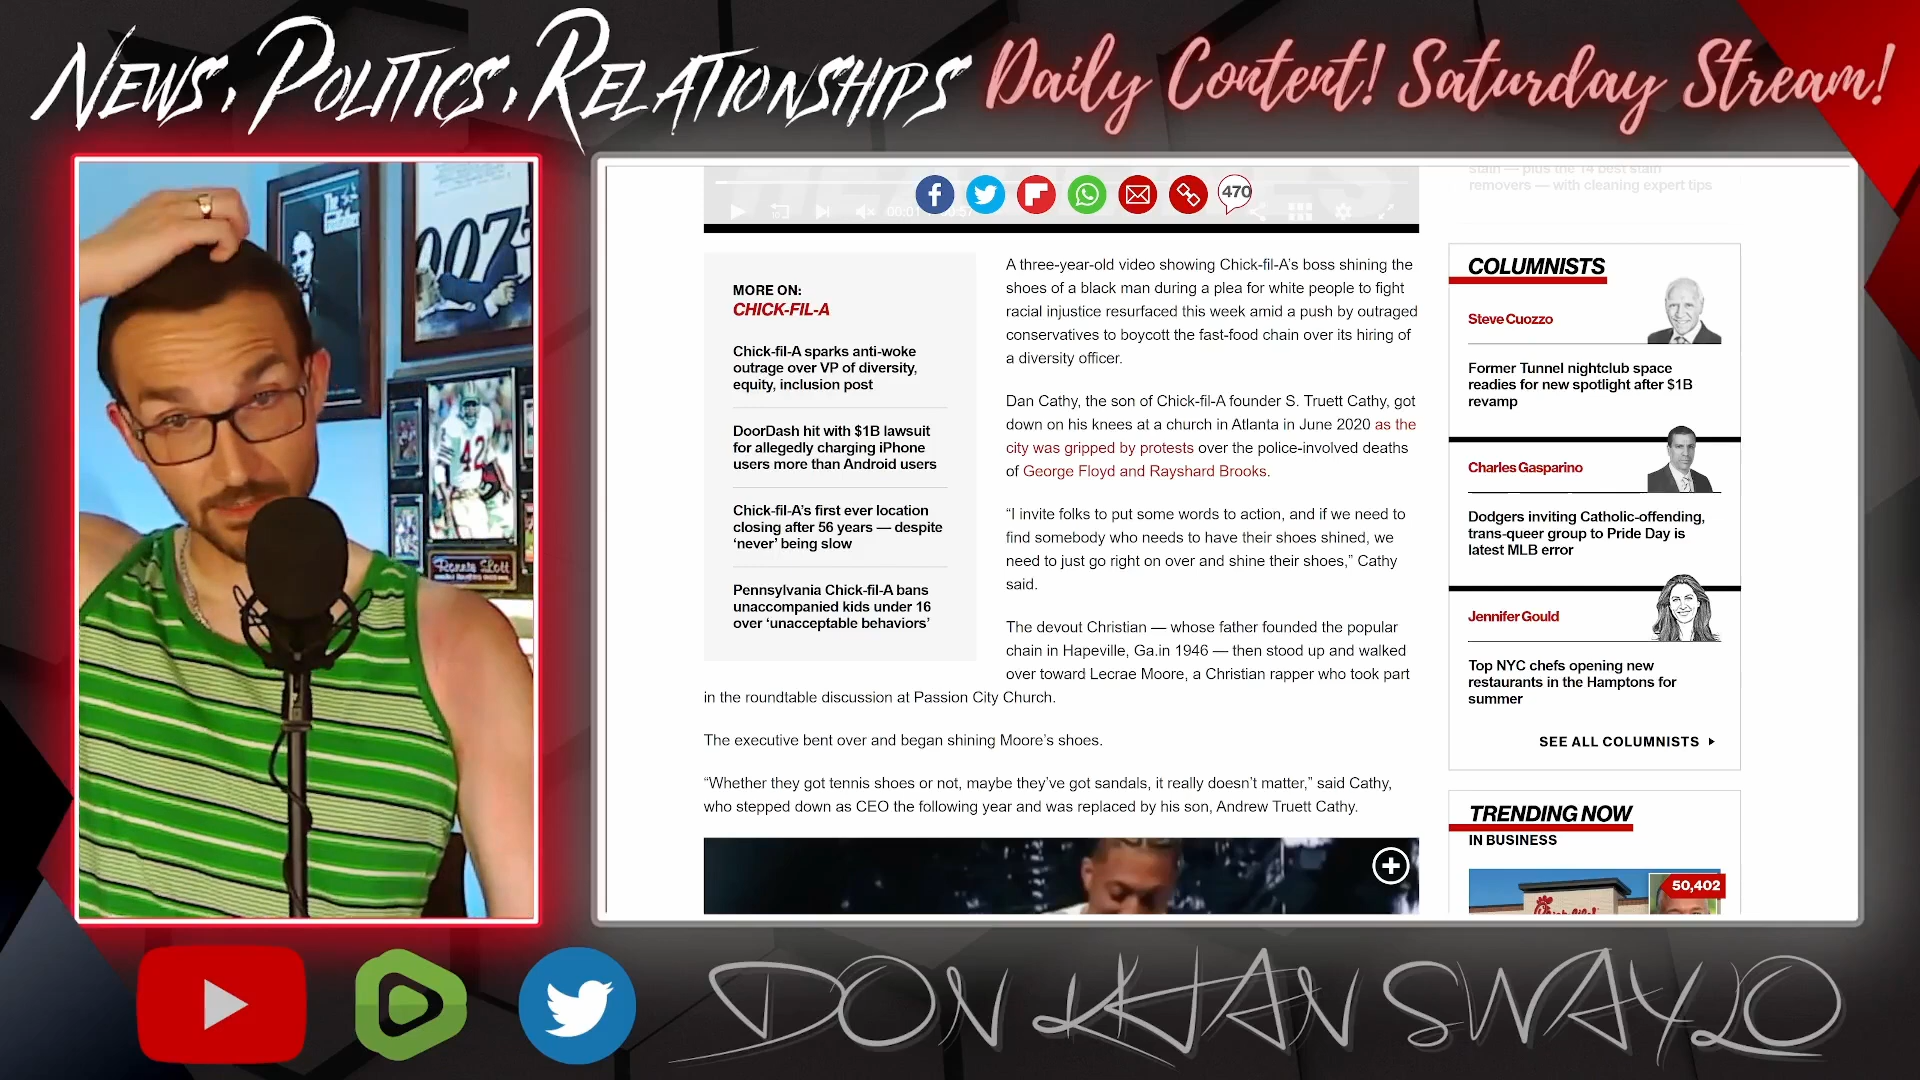 NEWS, POLITICS, RELATIONSHIPS Daily Content! Saturday Stream!
The Godfather
007
42
Ronnie Lott
470
stain — plus the 14 best stain
removers — with cleaning expert tips
MORE ON:
CHICK-FIL-A
Chick-fil-A sparks anti-woke
outrage over VP of diversity,
equity, inclusion post
DoorDash hit with $1B lawsuit
for allegedly charging iPhone
users more than Android users
Chick-fil-A’s first ever location
closing after 56 years — despite
‘never’ being slow
Pennsylvania Chick-fil-A bans
unaccompanied kids under 16
over ‘unacceptable behaviors’
A three-year-old video showing Chick-fil-A’s boss shining the
shoes of a black man during a plea for white people to fight
racial injustice resurfaced this week amid a push by outraged
conservatives to boycott the fast-food chain over its hiring of
a diversity officer.
Dan Cathy, the son of Chick-fil-A founder S. Truett Cathy, got
down on his knees at a church in Atlanta in June 2020 as the
city was gripped by protests over the police-involved deaths
of George Floyd and Rayshard Brooks.
“I invite folks to put some words to action, and if we need to
find somebody who needs to have their shoes shined, we
need to just go right on over and shine their shoes,” Cathy
said.
The devout Christian — whose father founded the popular
chain in Hapeville, Ga.in 1946 — then stood up and walked
over toward Lecrae Moore, a Christian rapper who took part
in the roundtable discussion at Passion City Church.
The executive bent over and began shining Moore’s shoes.
“Whether they got tennis shoes or not, maybe they’ve got sandals, it really doesn’t matter,” said Cathy,
who stepped down as CEO the following year and was replaced by his son, Andrew Truett Cathy.
COLUMNISTS
Steve Cuozzo
Former Tunnel nightclub space
readies for new spotlight after $1B
revamp
Charles Gasparino
Dodgers inviting Catholic-offending,
trans-queer group to Pride Day is
latest MLB error
Jennifer Gould
Top NYC chefs opening new
restaurants in the Hamptons for
summer
SEE ALL COLUMNISTS
TRENDING NOW
IN BUSINESS
50,402
Chick-fil-A
DON KHAN SWAYLO